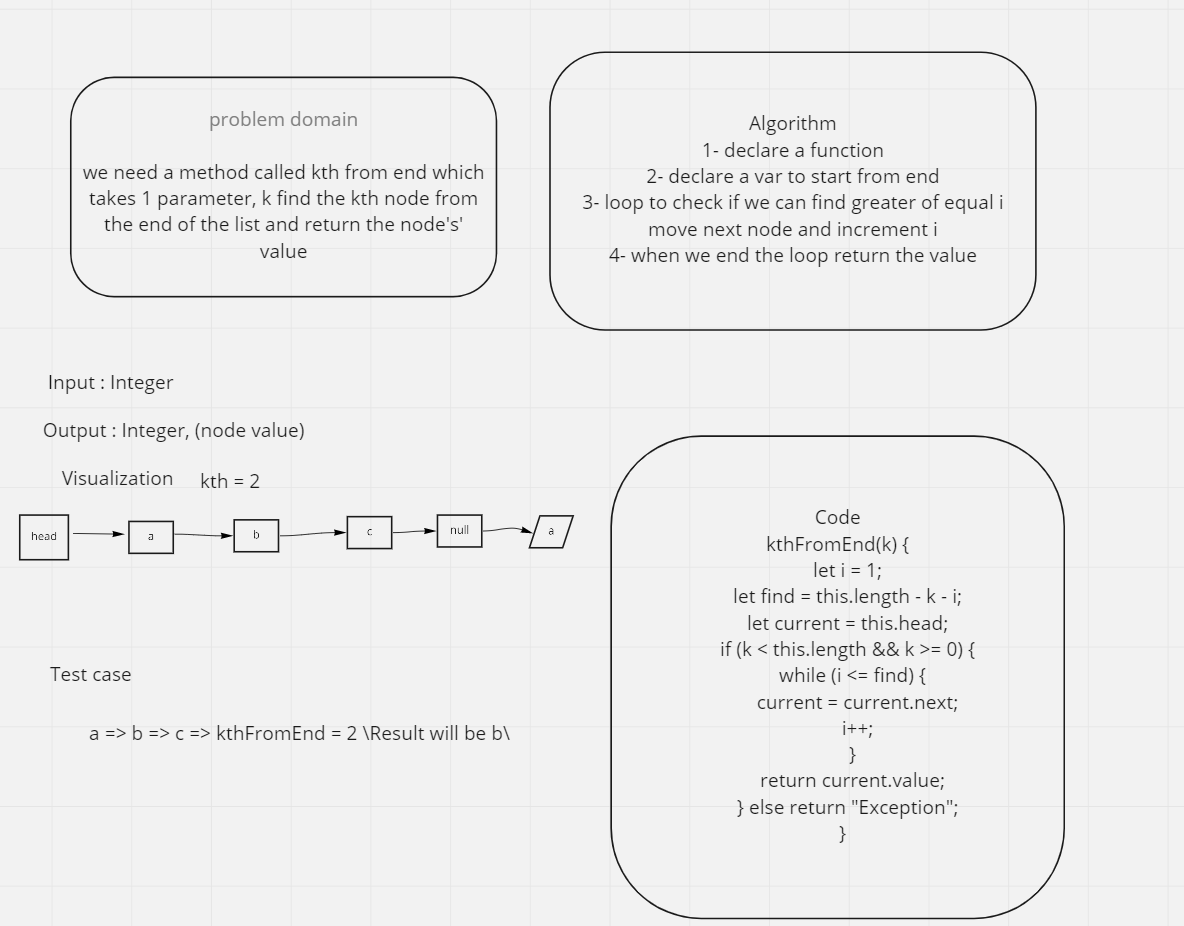 problem domain
we need a method called kth from end which
takes 1 parameter, k find the kth node from
the end of the list and return the node's'
value
Algorithm
1- declare a function
2- declare a var to start from end
3- loop to check if we can find greater of equal i
move next node and increment i
4- when we end the loop return the value
Input : Integer
Output : Integer, (node value)
Visualization kth = 2
head a b c null a
Test case
a => b => c => kthFromEnd = 2 \Result will be b\
Code
kthFromEnd(k) {
let i = 1;
let find = this.length - k - i;
let current = this.head;
if (k < this.length && k >= 0) {
while (i <= find) {
current = current.next;
i++;
}
return current.value;
} else return "Exception";
}